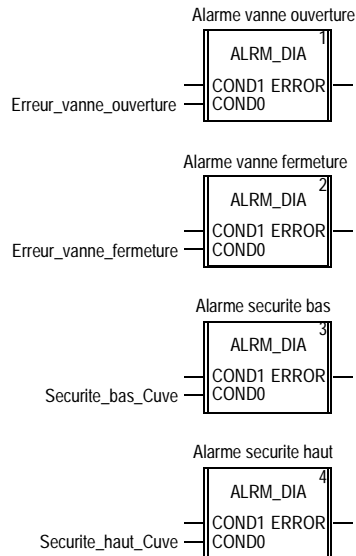 Alarme vanne ouverture
1
ALRM_DIA
COND1 ERROR
Erreur_vanne_ouverture COND0
Alarme vanne fermeture
2
ALRM_DIA
COND1 ERROR
Erreur_vanne_fermeture COND0
Alarme securite bas
3
ALRM_DIA
COND1 ERROR
Securite_bas_Cuve COND0
Alarme securite haut
4
ALRM_DIA
COND1 ERROR
Securite_haut_Cuve COND0